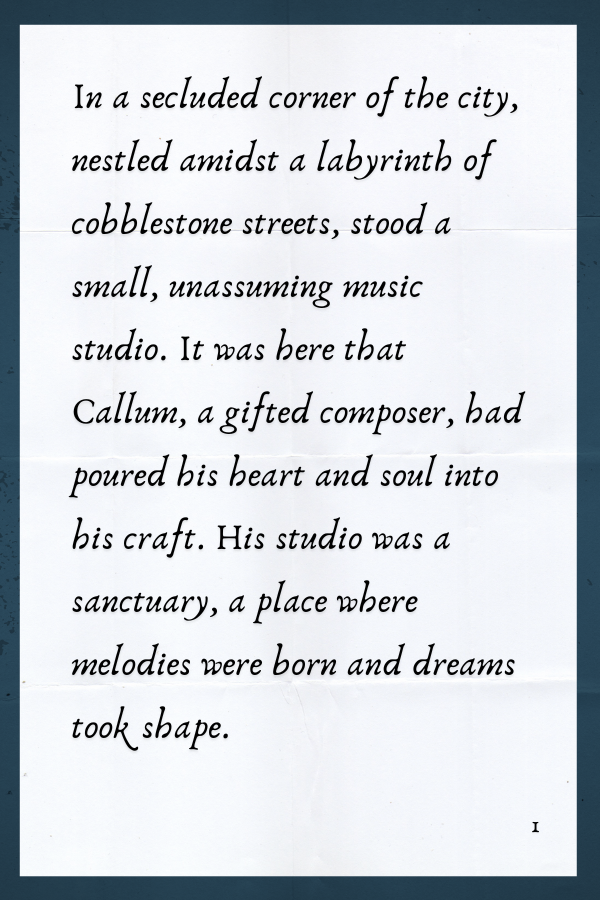 In a secluded corner of the city,
nestled amidst a labyrinth of
cobblestone streets, stood a
small, unassuming music
studio. It was here that
Callum, a gifted composer, had
poured his heart and soul into
his craft. His studio was a
sanctuary, a place where
melodies were born and dreams
took shape.
1